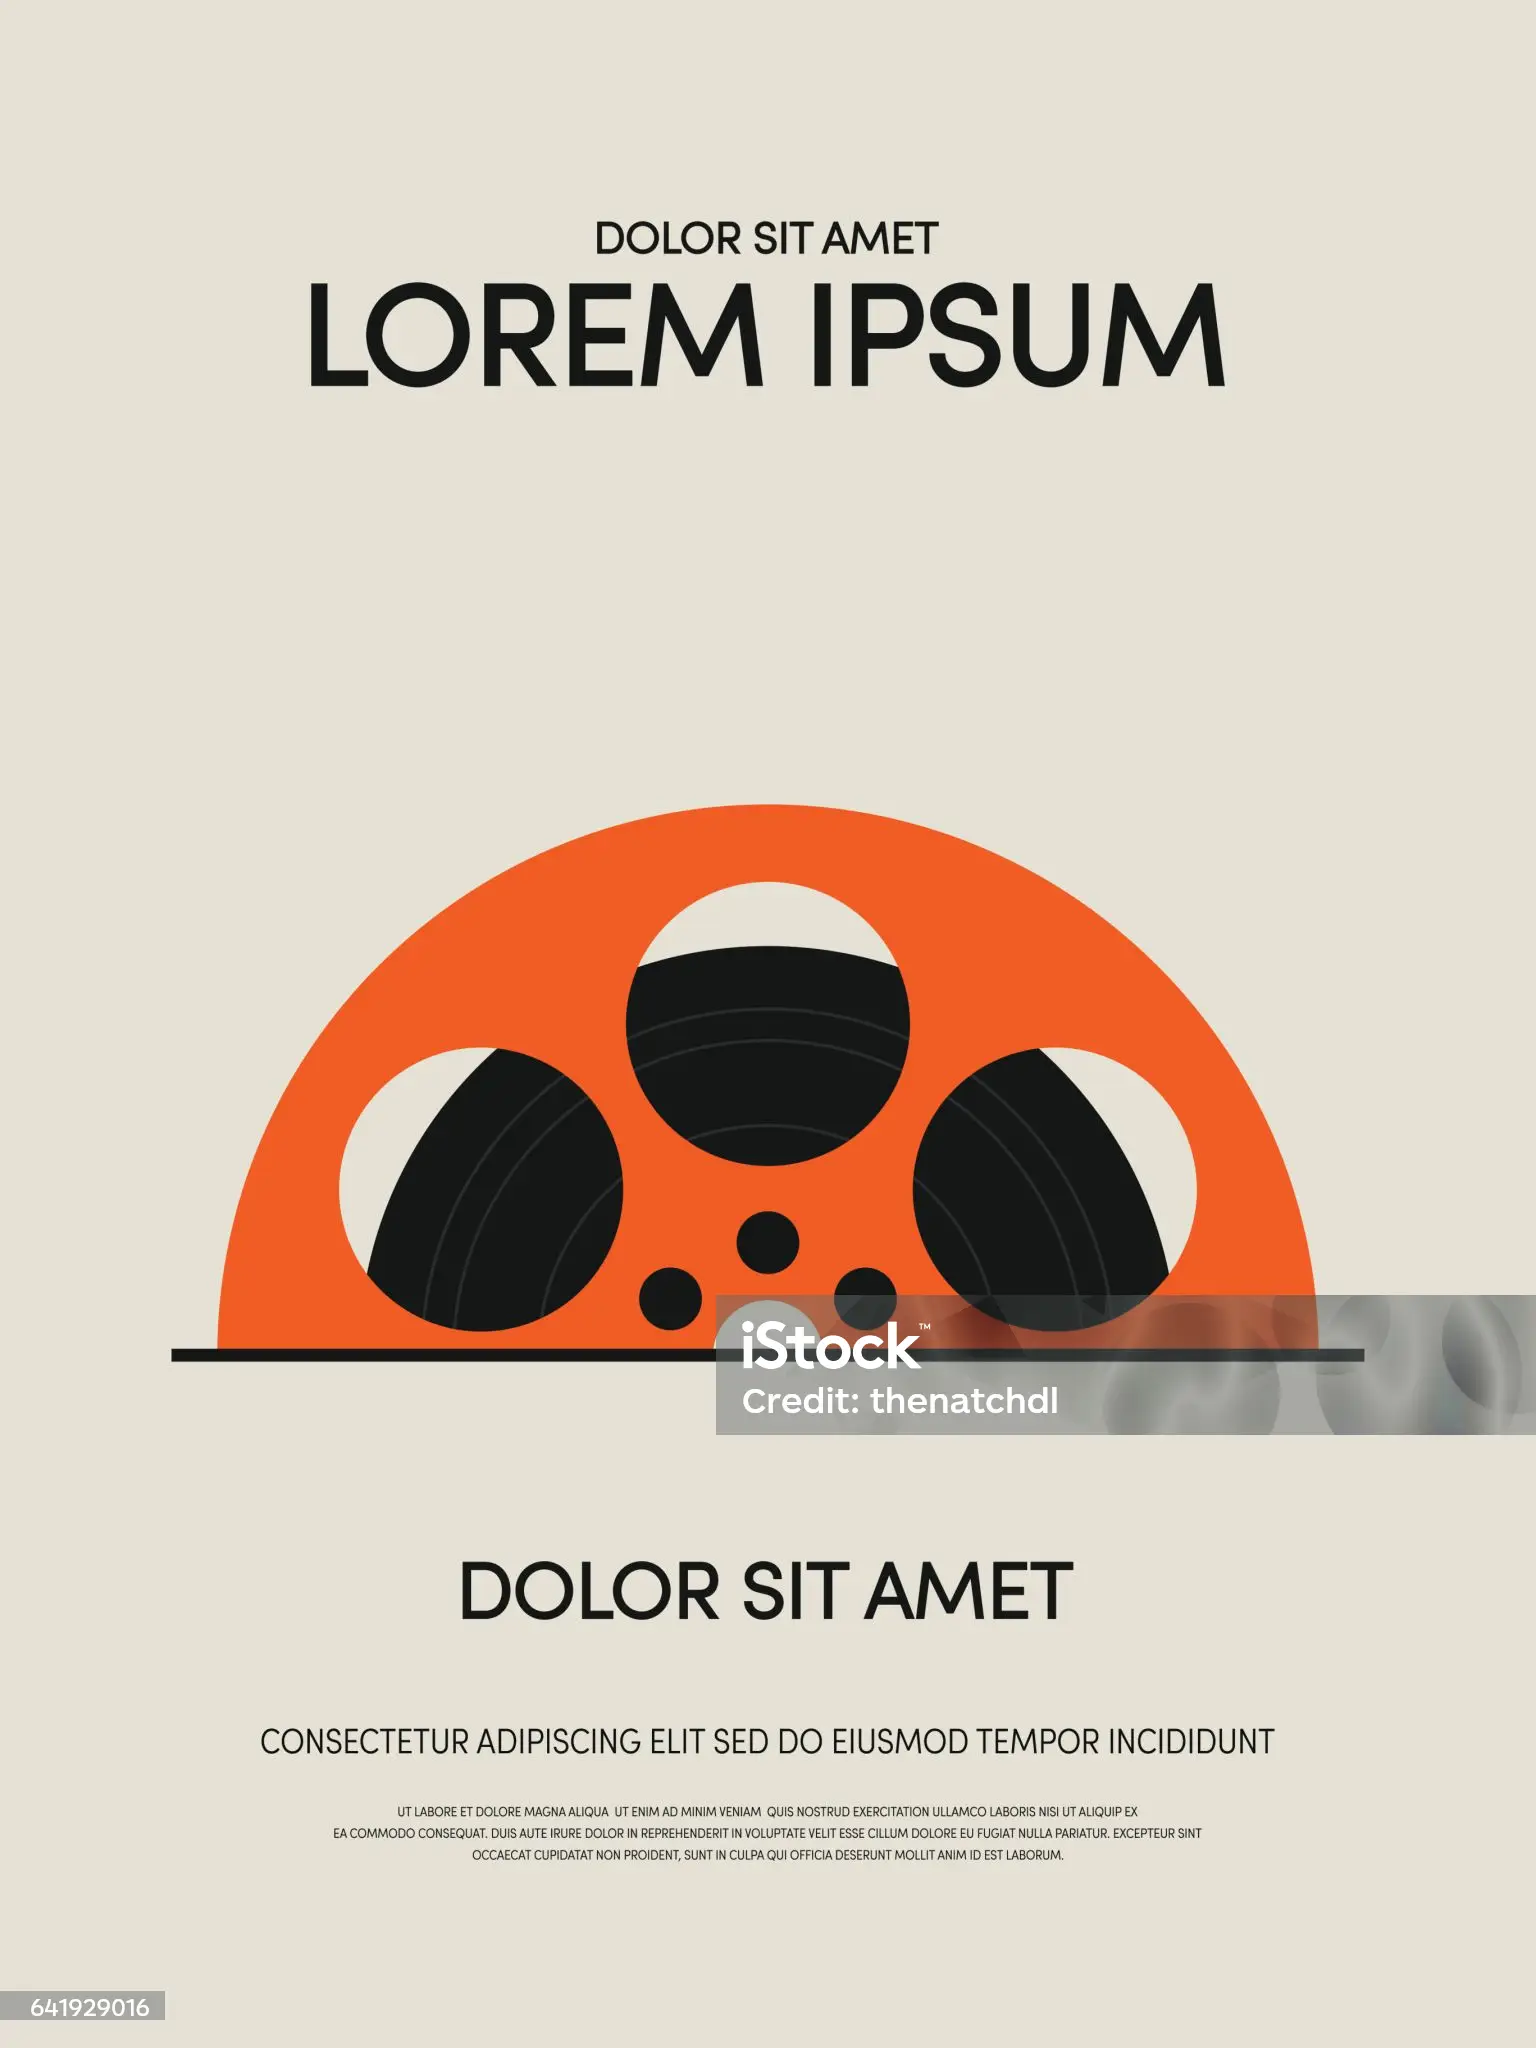 DOLOR SIT AMET
LOREM IPSUM
iStock™
Credit: thenatchdl
DOLOR SIT AMET
CONSECTETUR ADIPISCING ELIT SED DO EIUSMOD TEMPOR INCIDIDUNT
UT LABORE ET DOLORE MAGNA ALIQUA  UT ENIM AD MINIM VENIAM  QUIS NOSTRUD EXERCITATION ULLAMCO LABORIS NISI UT ALIQUIP EX
EA COMMODO CONSEQUAT. DUIS AUTE IRURE DOLOR IN REPREHENDERIT IN VOLUPTATE VELIT ESSE CILLUM DOLORE EU FUGIAT NULLA PARIATUR. EXCEPTEUR SINT
OCCAECAT CUPIDATAT NON PROIDENT, SUNT IN CULPA QUI OFFICIA DESERUNT MOLLIT ANIM ID EST LABORUM.
641929016